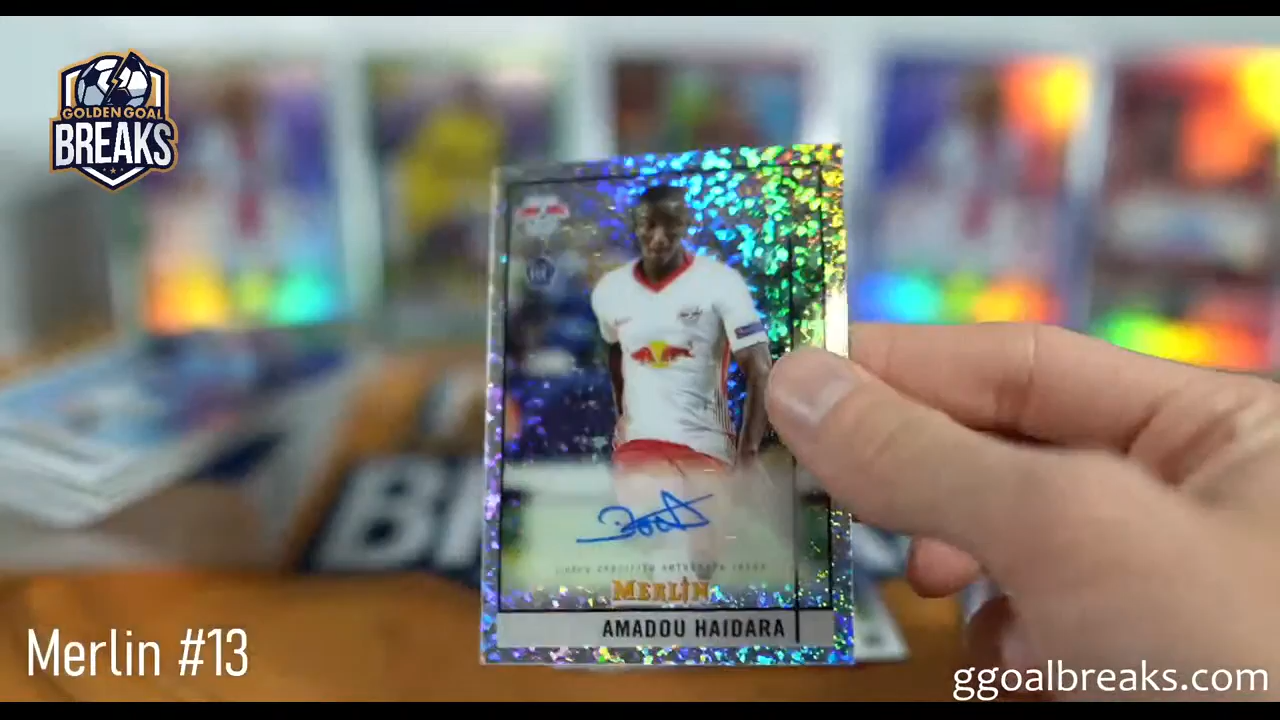 GOLDEN GOAL
BREAKS
MERLIN
AMADOU HAIDARA
Merlin #13
ggoalbreaks.com